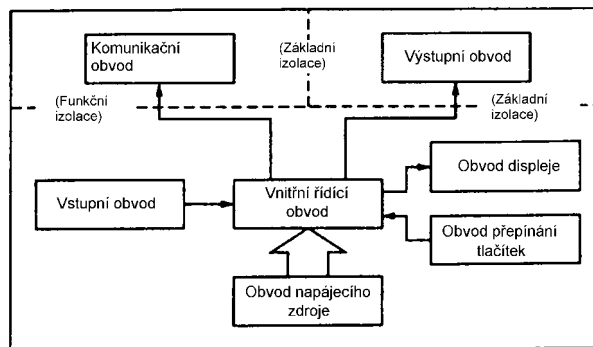 Komunikační
obvod
(Základní
izolace)
Výstupní obvod
(Funkční
izolace)
(Základní
izolace)
Vstupní obvod
Vnitřní řídící
obvod
Obvod displeje
Obvod přepínání
tlačítek
Obvod napájecího
zdroje